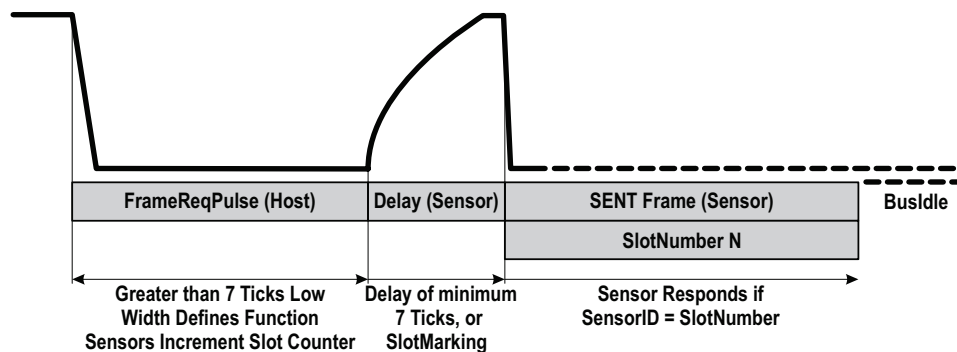 FrameReqPulse (Host)
Delay (Sensor)
SENT Frame (Sensor)
BusIdle
SlotNumber N
Greater than 7 Ticks Low
Width Defines Function
Sensors Increment Slot Counter
Delay of minimum
7 Ticks, or
SlotMarking
Sensor Responds if
SensorID = SlotNumber